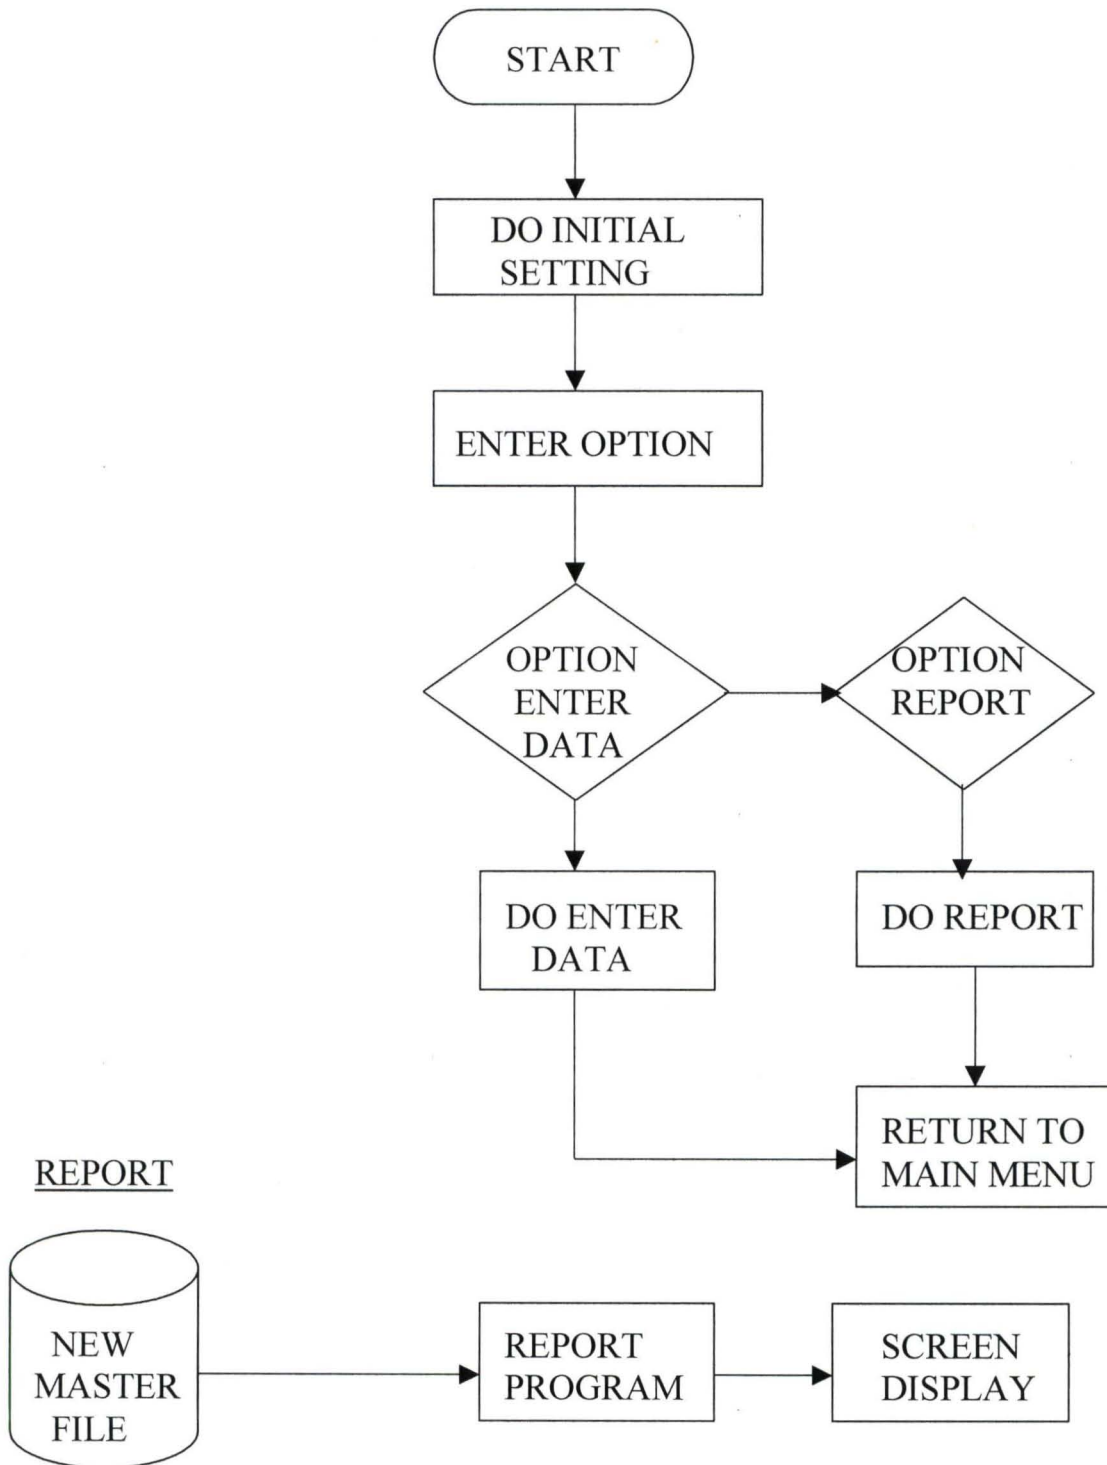 START
DO INITIAL
SETTING
ENTER OPTION
OPTION
ENTER
DATA
OPTION
REPORT
DO ENTER
DATA
DO REPORT
RETURN TO
MAIN MENU
REPORT
NEW
MASTER
FILE
REPORT
PROGRAM
SCREEN
DISPLAY